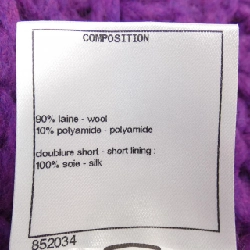 COMPOSITION
90% laine - wool
10% polyamide - polyamide
doublure short - short lining :
100% soie - silk
852034